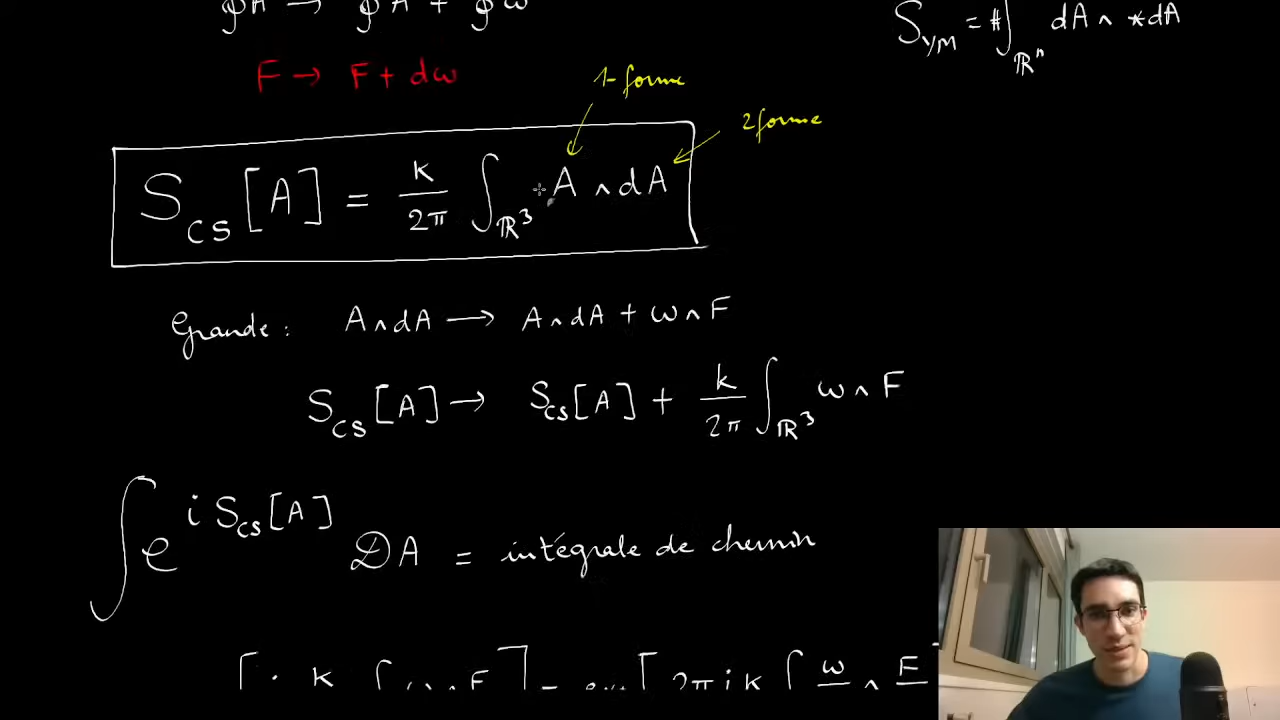 ∮A → ∮A + ∮ω
S_YM = #∫_ℝⁿ dA ∧ *dA
F → F + dω
1-forme
2forme
S_CS [A] = k/2π ∫_ℝ³ A ∧ dA
A∧dA → A∧dA + ω∧F
S_CS [A] → S_CS [A] + k/2π ∫_ℝ³ ω ∧ F
∫ e^{i S_CS [A]} 𝒟A = intégrale de chemin